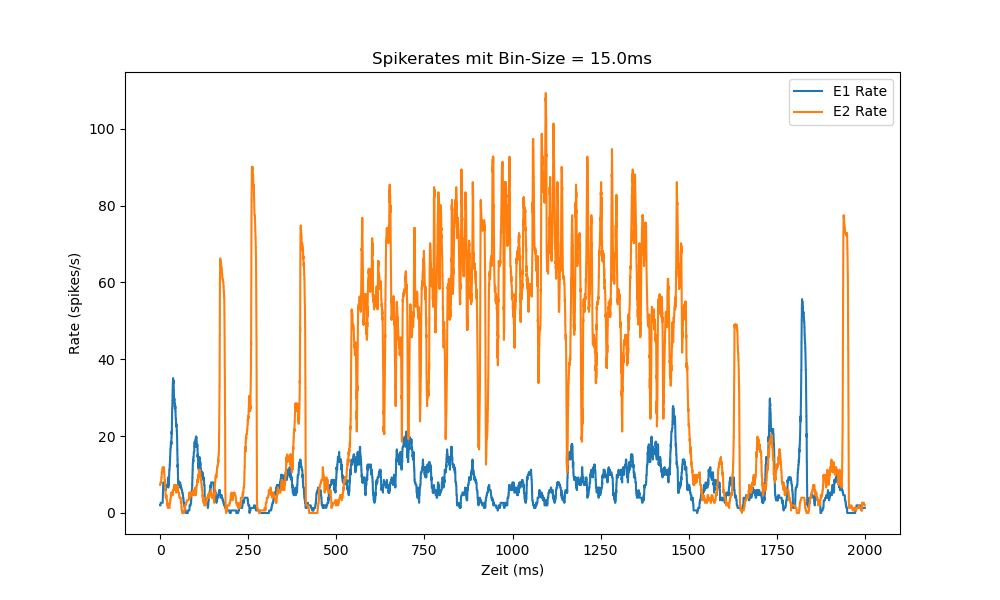 Spikerates mit Bin-Size = 15.0ms
E1 Rate
E2 Rate
Rate (spikes/s)
100
80
60
40
20
0
0 250 500 750 1000 1250 1500 1750 2000
Zeit (ms)